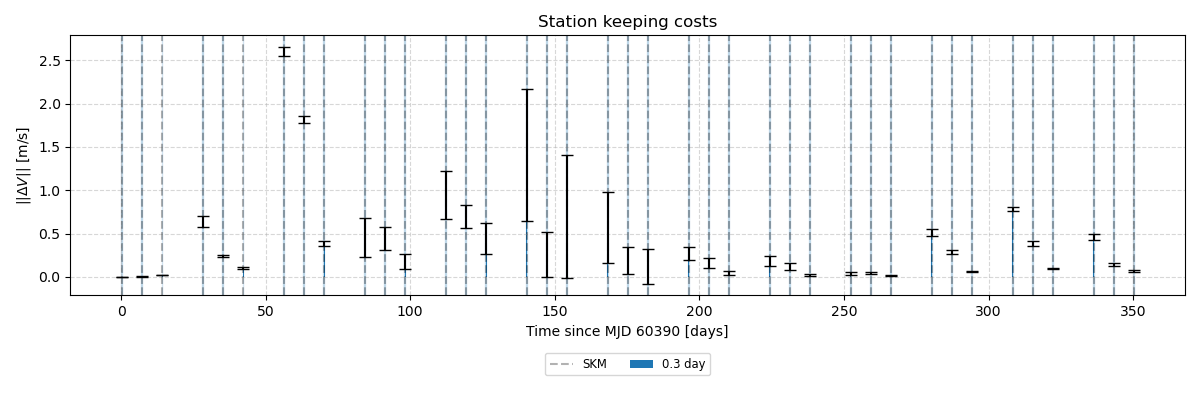 Station keeping costs
||ΔV|| [m/s]
2.5
2.0
1.5
1.0
0.5
0.0
0 50 100 150 200 250 300 350
Time since MJD 60390 [days]
SKM 0.3 day